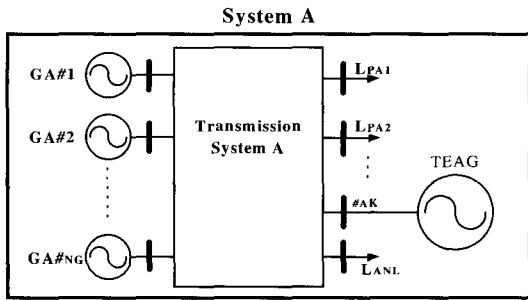 System A
GA#1
GA#2
GA#NG
Transmission
System A
LPA1
LPA2
TEAG
#AK
LANL